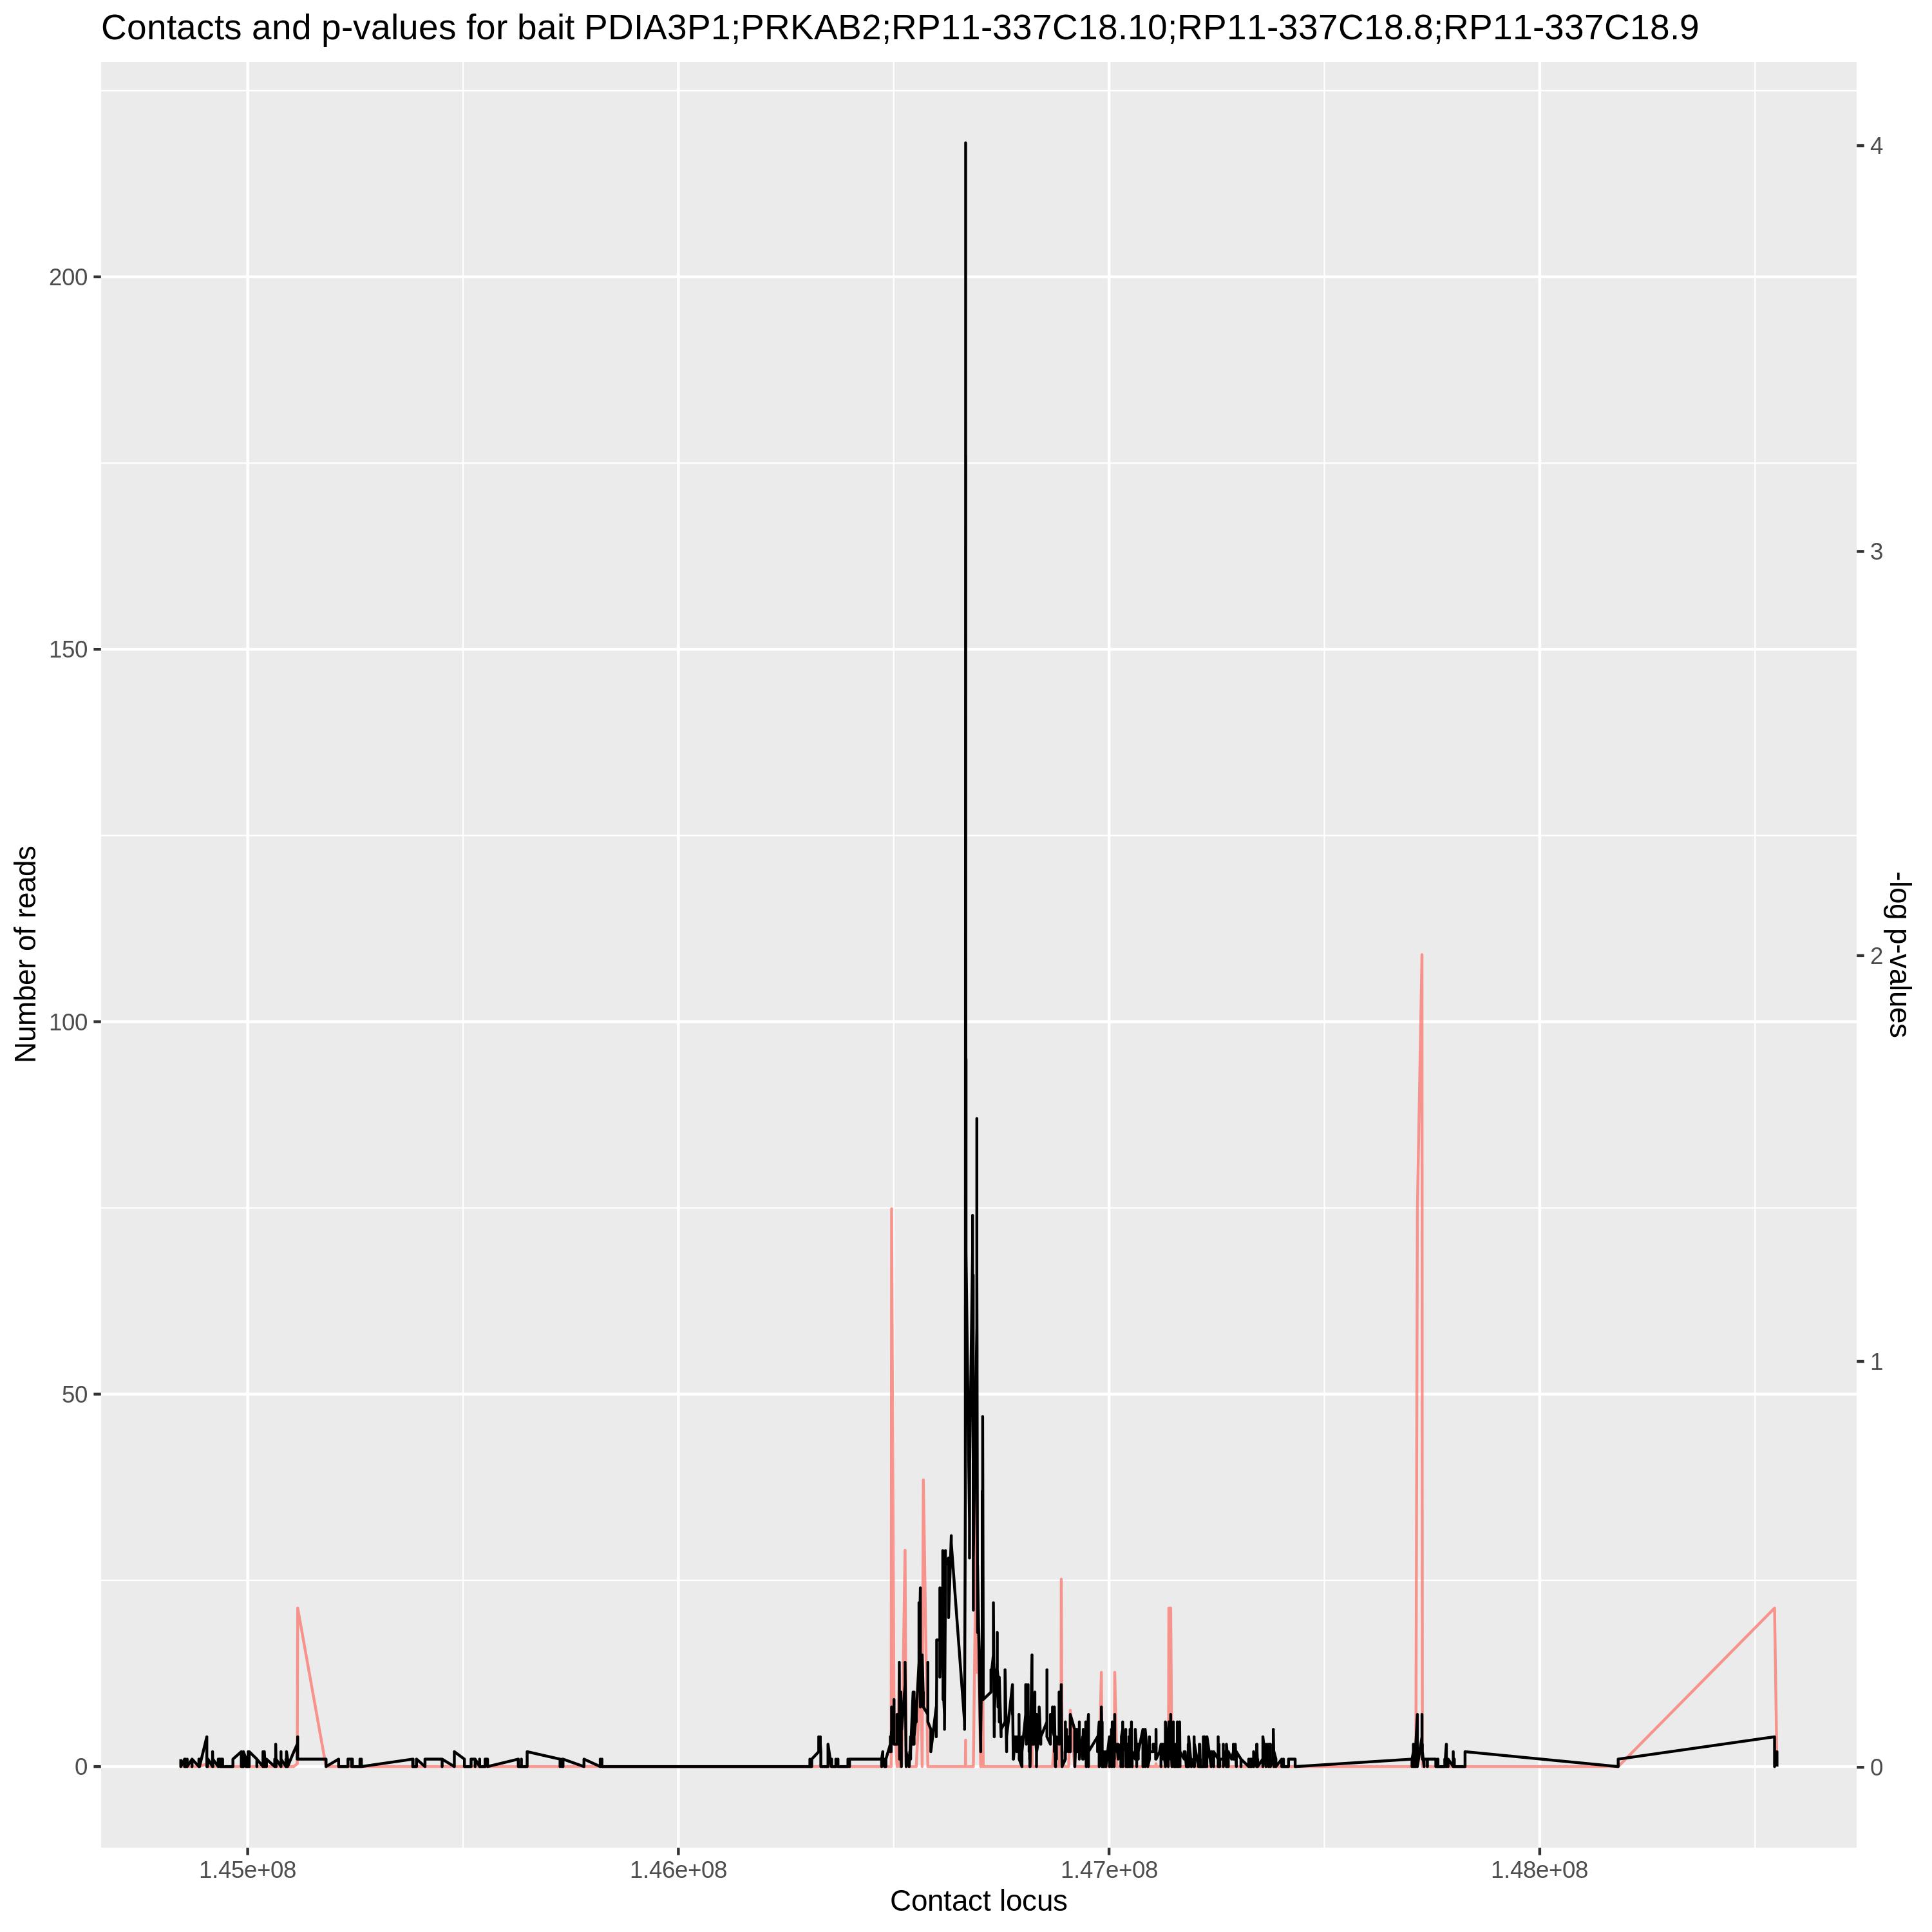 Contacts and p-values for bait PDIA3P1;PRKAB2;RP11-337C18.10;RP11-337C18.8;RP11-337C18.9
200
150
100
50
0
Number of reads
4
3
2
1
0
-log p-values
1.45e+08
1.46e+08
1.47e+08
1.48e+08
Contact locus